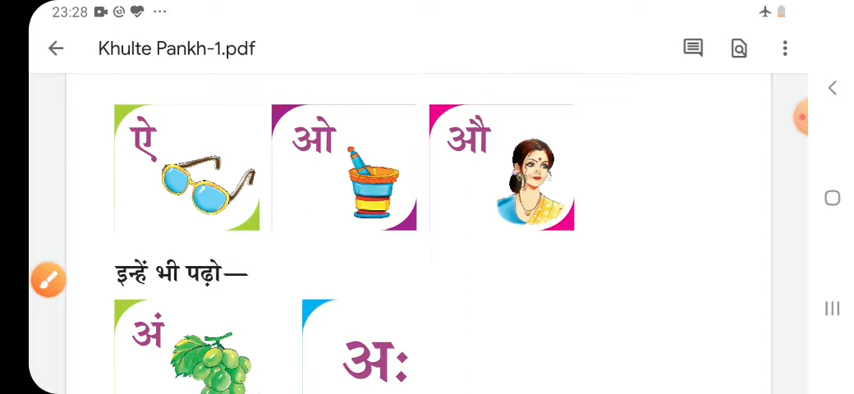 23:28
Khulte Pankh-1.pdf
ऐ ओ औ
इन्हें भी पढ़ो—
अं अः